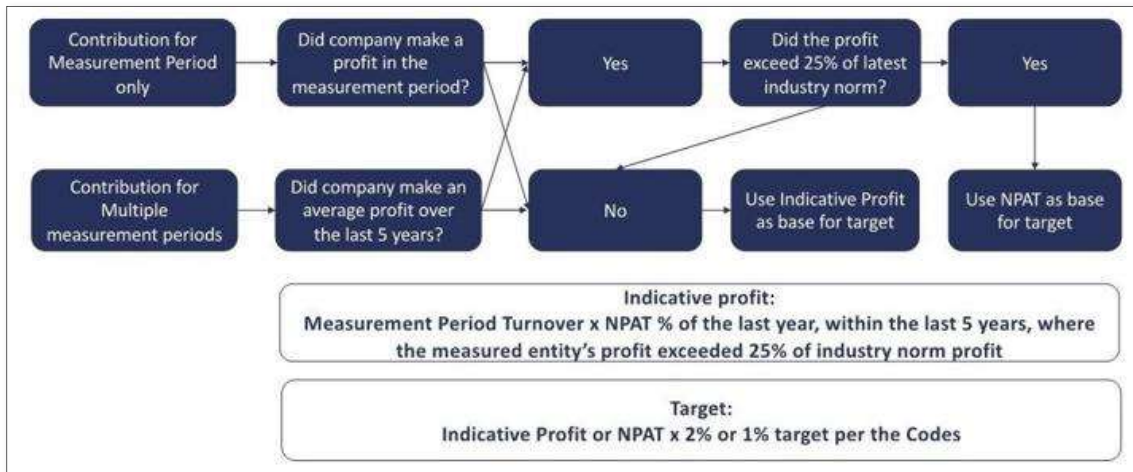 Contribution for
Measurement Period
only
Did company make a
profit in the
measurement period?
Yes
Did the profit
exceed 25% of latest
industry norm?
Yes
Contribution for
Multiple
measurement periods
Did company make an
average profit over
the last 5 years?
No
Use Indicative Profit
as base for target
Use NPAT as base
for target
Indicative profit:
Measurement Period Turnover x NPAT % of the last year, within the last 5 years, where
the measured entity’s profit exceeded 25% of industry norm profit
Target:
Indicative Profit or NPAT x 2% or 1% target per the Codes